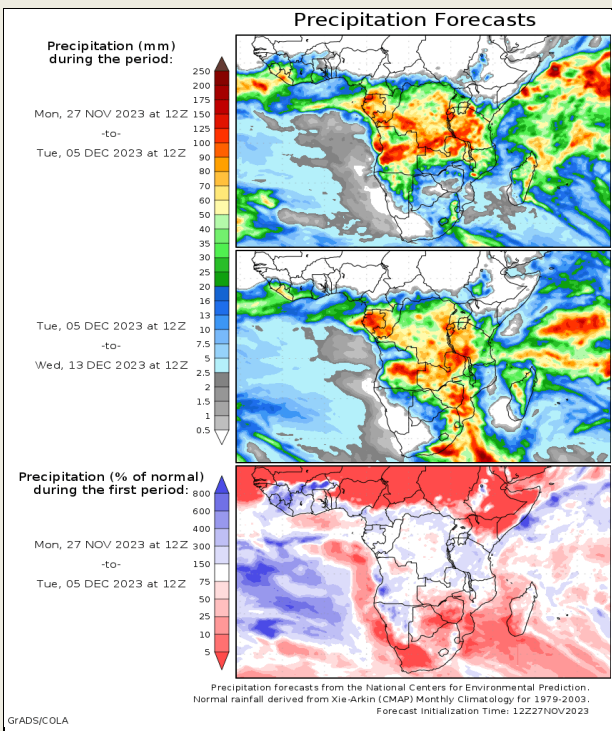 Precipitation Forecasts
Precipitation (mm)
during the period:
Mon, 27 NOV 2023 at 12Z
-to-
Tue, 05 DEC 2023 at 12Z
250
200
175
150
125
100
90
80
70
60
50
40
35
30
25
20
16
13
10
7.5
5
2.5
2
1.5
1
0.5
Tue, 05 DEC 2023 at 12Z
-to-
Wed, 13 DEC 2023 at 12Z
Precipitation (% of normal)
during the first period:
Mon, 27 NOV 2023 at 12Z
-to-
Tue, 05 DEC 2023 at 12Z
800
600
400
300
150
75
50
25
10
5
Precipitation forecasts from the National Centers for Environmental Prediction.
Normal rainfall derived from Xie-Arkin (CMAP) Monthly Climatology for 1979-2003.
Forecast Initialization Time: 12Z27NOV2023
GrADS/COLA